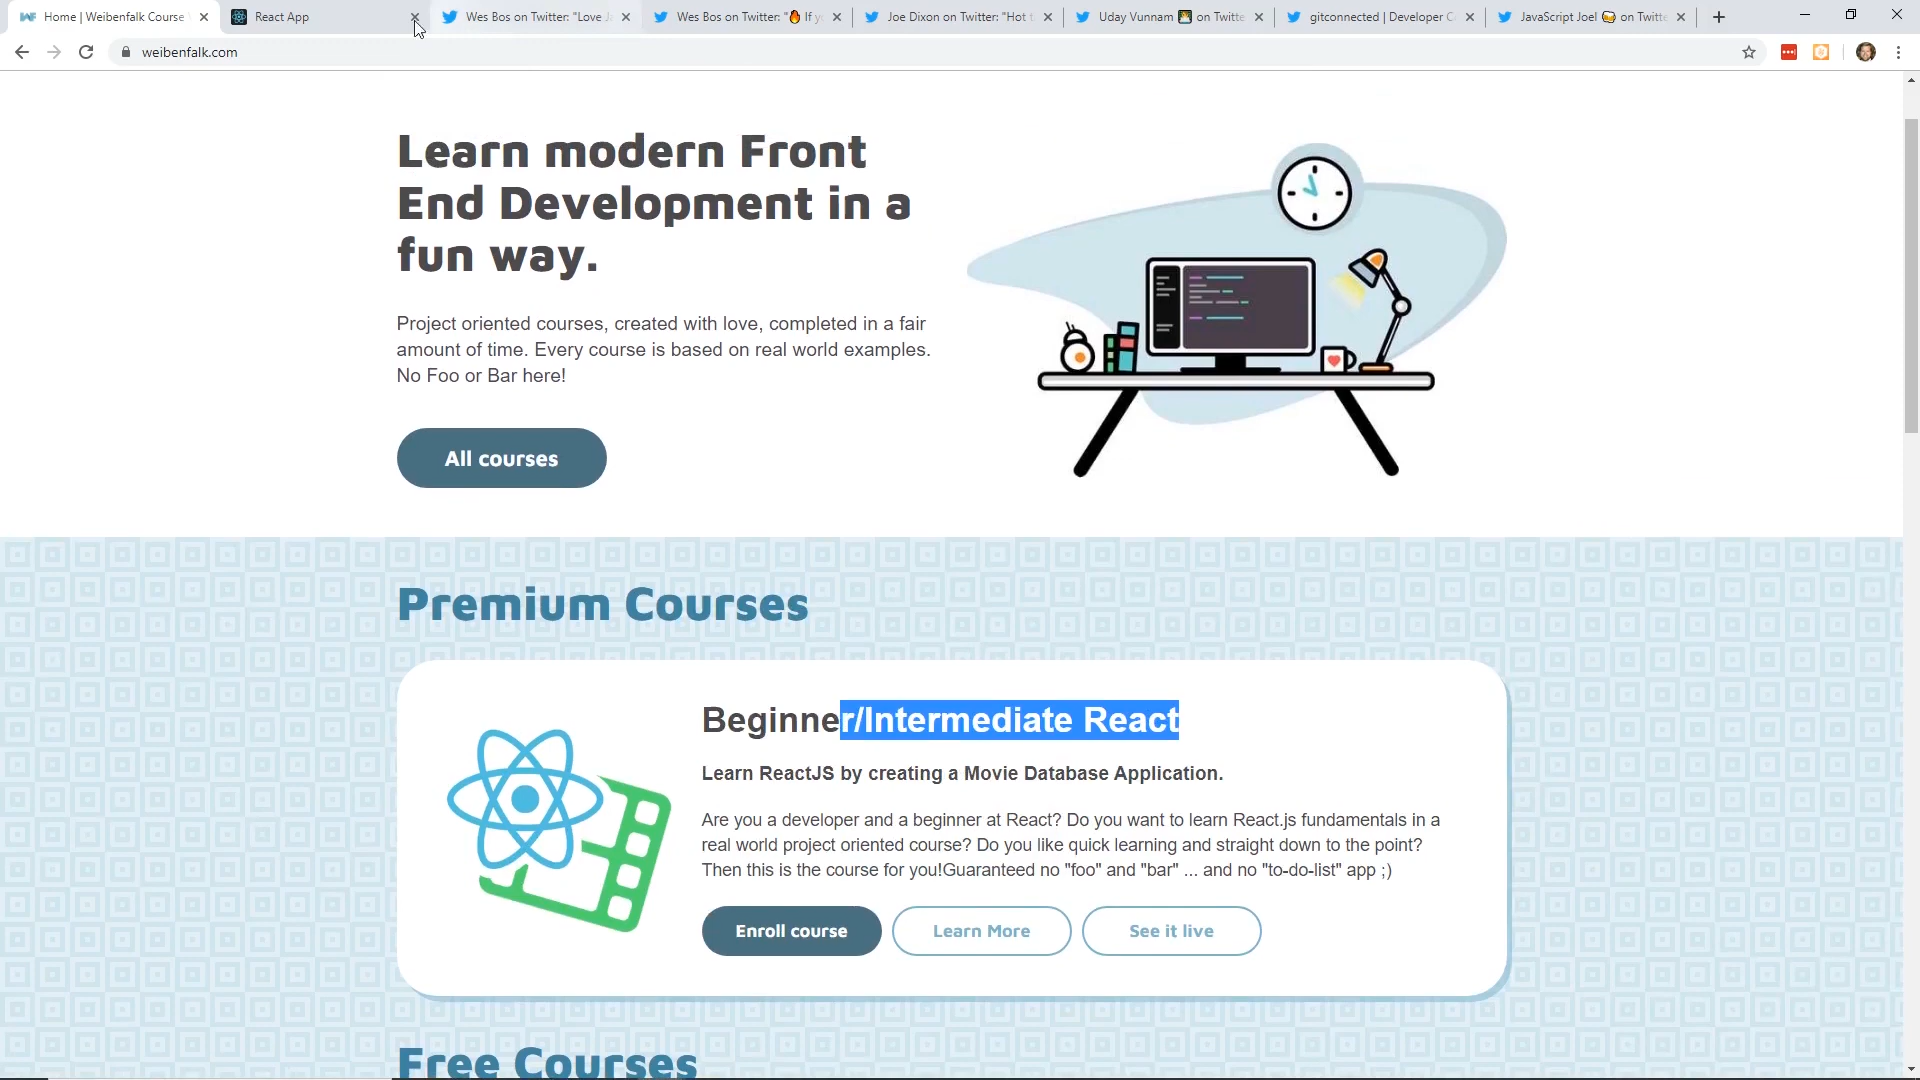 Home | Weibenfalk Course
React App
Wes Bos on Twitter: "Love J
Wes Bos on Twitter: "🔥 If y
Joe Dixon on Twitter: "Hot t
Uday Vunnam 👨‍💻 on Twitte
gitconnected | Developer C
JavaScript Joel 🍻 on Twitte
weibenfalk.com
Learn modern Front
End Development in a
fun way.
Project oriented courses, created with love, completed in a fair
amount of time. Every course is based on real world examples.
No Foo or Bar here!
All courses
Premium Courses
Beginner/Intermediate React
Learn ReactJS by creating a Movie Database Application.
Are you a developer and a beginner at React? Do you want to learn React.js fundamentals in a
real world project oriented course? Do you like quick learning and straight down to the point?
Then this is the course for you!Guaranteed no "foo" and "bar" ... and no "to-do-list" app ;)
Enroll course
Learn More
See it live
Free Courses